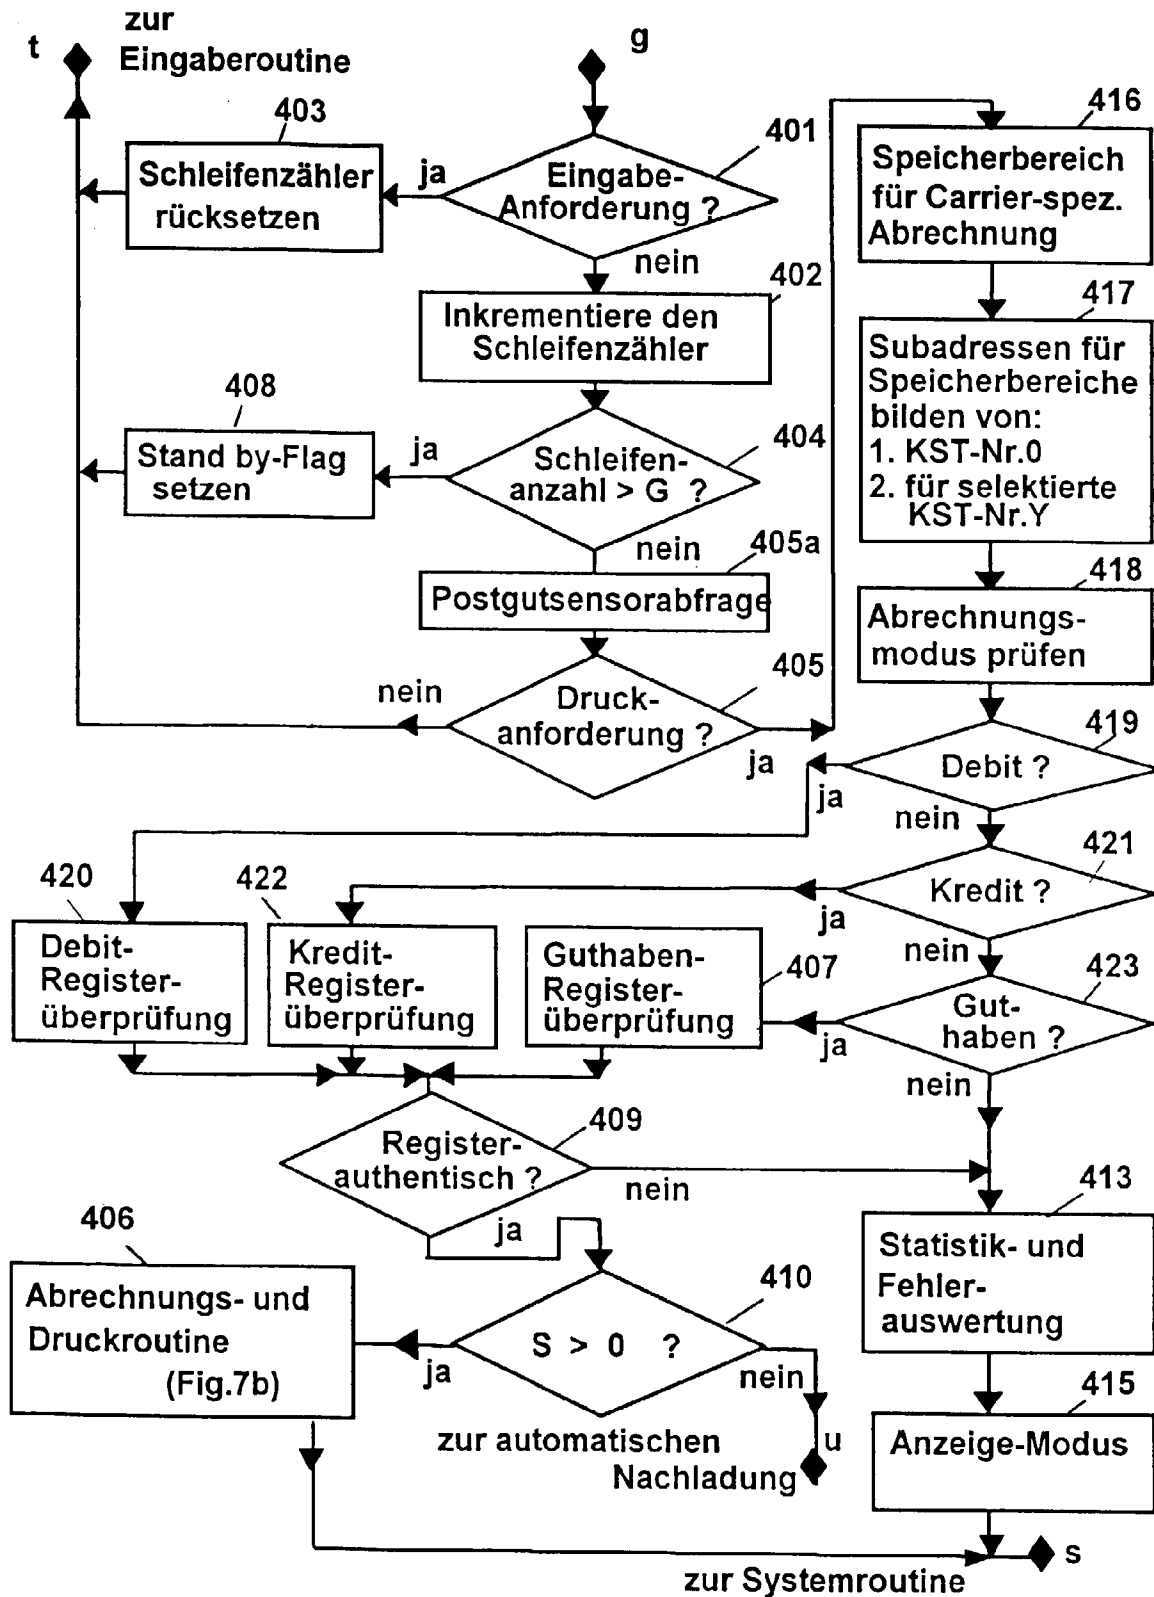 zur
t
Eingaberoutine
g
403
401
416
Schleifenzähler
rücksetzen
ja
Eingabe-
Anforderung ?
nein
Speicherbereich
für Carrier-spez.
Abrechnung
402
Inkrementiere den
Schleifenzähler
417
Subadressen für
Speicherbereiche
bilden von:
1. KST-Nr.0
2. für selektierte
KST-Nr.Y
408
Stand by-Flag
setzen
ja
404
Schleifen-
anzahl > G ?
nein
405a
Postgutsensorabfrage
418
Abrechnungs-
modus prüfen
405
nein
Druck-
anforderung ?
ja
419
Debit ?
ja
nein
421
Kredit ?
ja
nein
420
Debit-
Register-
überprüfung
422
Kredit-
Register-
überprüfung
Guthaben-
Register-
überprüfung
407
423
Gut-
haben ?
ja
nein
409
Register-
authentisch ?
nein
ja
413
Statistik- und
Fehler-
auswertung
406
Abrechnungs- und
Druckroutine
(Fig.7b)
410
S > 0 ?
ja
nein
415
Anzeige-Modus
zur automatischen
Nachladung
u
s
zur Systemroutine